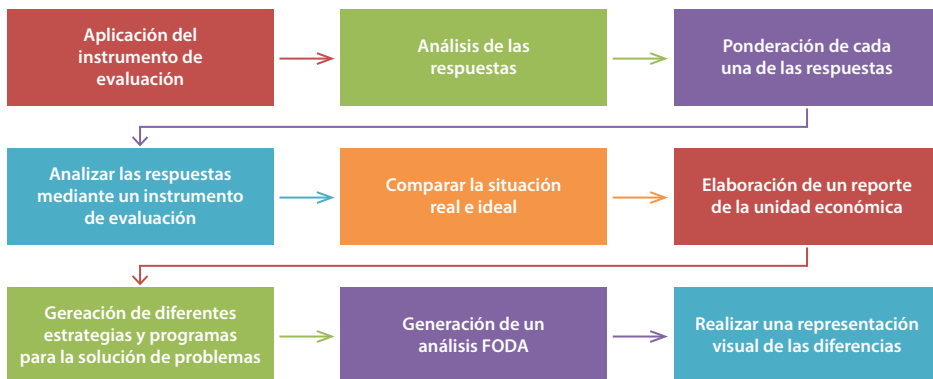 Aplicación del
instrumento de
evaluación
Análisis de las
respuestas
Ponderación de cada
una de las respuestas
Analizar las respuestas
mediante un instrumento
de evaluación
Comparar la situación
real e ideal
Elaboración de un reporte
de la unidad económica
Gereación de diferentes
estrategias y programas
para la solución de problemas
Generación de un
análisis FODA
Realizar una representación
visual de las diferencias